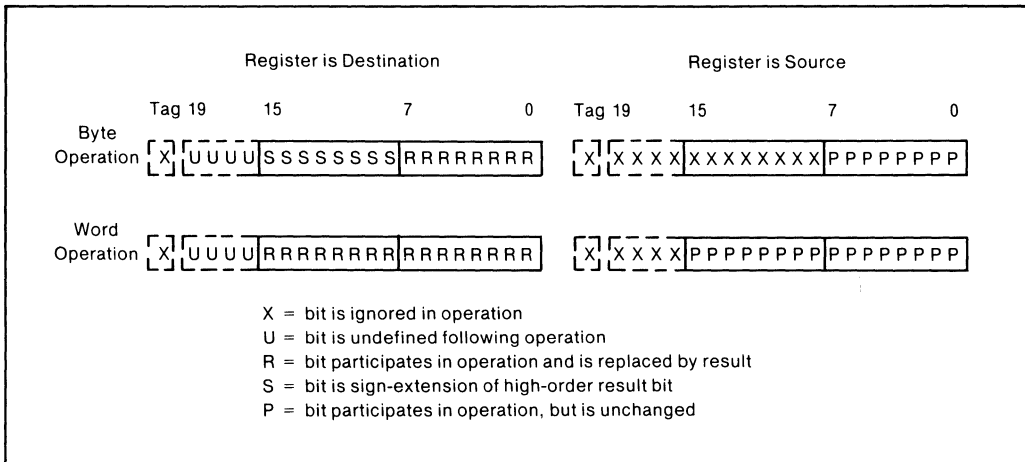 Register is Destination
Register is Source
Tag 19 15 7 0
Tag 19 15 7 0
Byte
Operation
X UUUU SSSSSSSS RRRRRRRR
X XXXX XXXXXXXX PPPPPPPP
Word
Operation
X UUUU RRRRRRRR RRRRRRRR
X XXXX PPPPPPPP PPPPPPPP
X = bit is ignored in operation
U = bit is undefined following operation
R = bit participates in operation and is replaced by result
S = bit is sign-extension of high-order result bit
P = bit participates in operation, but is unchanged